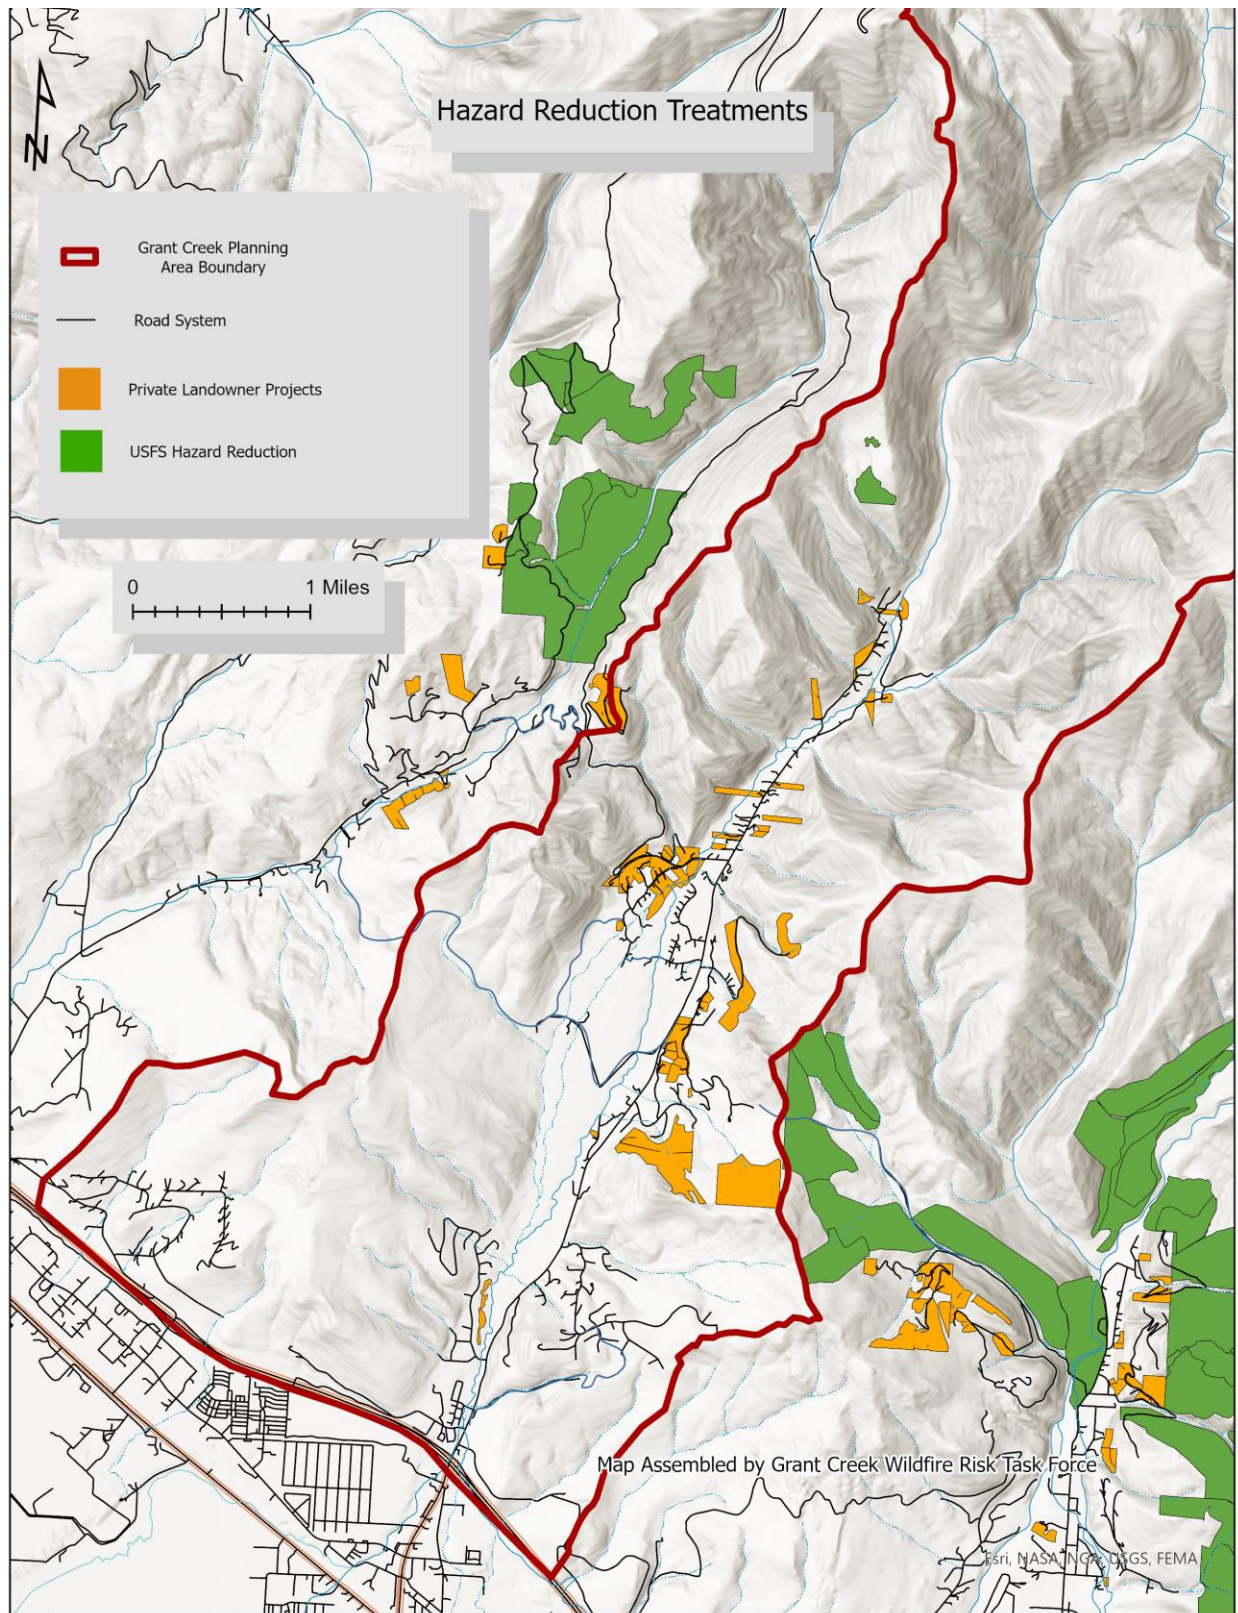 Hazard Reduction Treatments
N
Grant Creek Planning
Area Boundary
Road System
Private Landowner Projects
USFS Hazard Reduction
0 1 Miles
Map Assembled by Grant Creek Wildfire Risk Task Force
Esri, NASA, NGA, USGS, FEMA